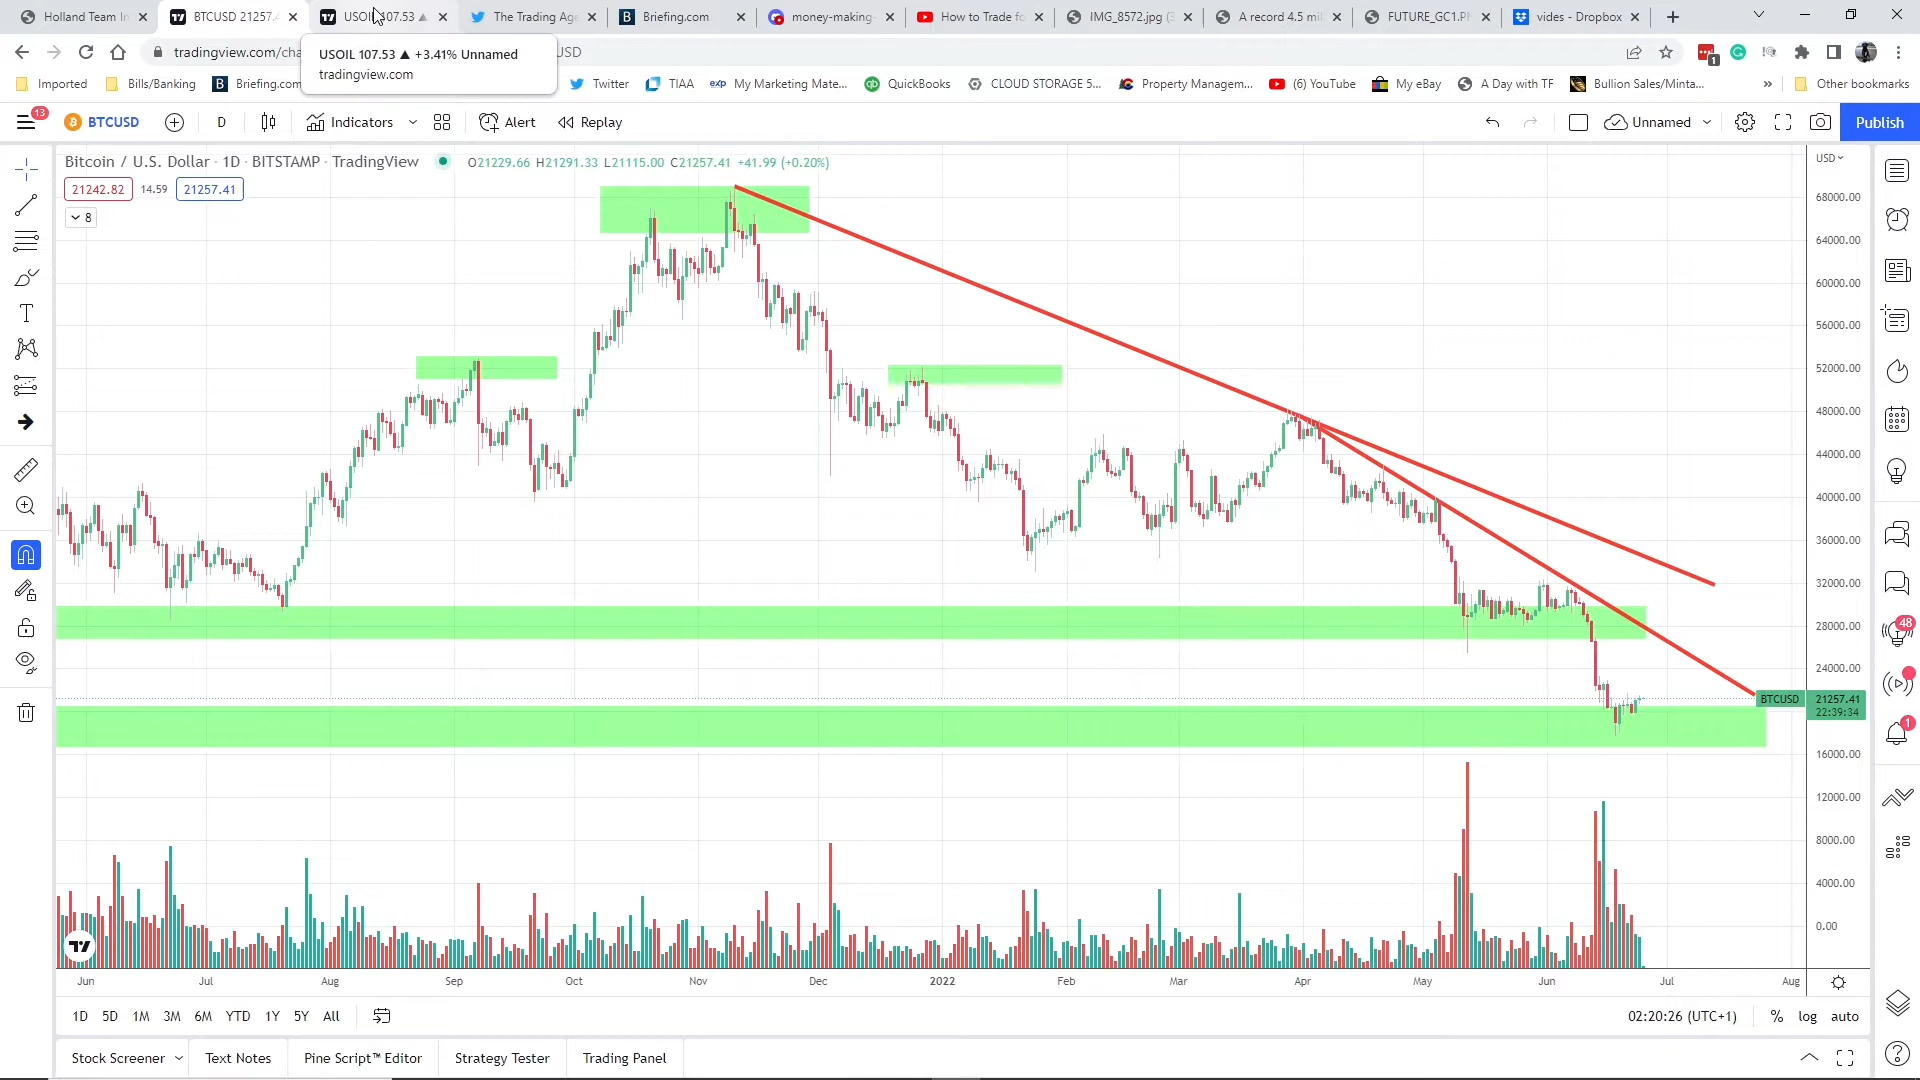 Holland Team In
BTCUSD 21257.
USOIL 107.53 ▲
The Trading Age
Briefing.com
money-making-
How to Trade fo
IMG_8572.jpg (3
A record 4.5 mil
FUTURE_GC1.P
vides - Dropbox
tradingview.com/cha
USD
USOIL 107.53 ▲ +3.41% Unnamed
tradingview.com
1
Imported
Bills/Banking
Briefing.com
Twitter
TIAA
exp My Marketing Mate...
QuickBooks
CLOUD STORAGE 5...
Property Managem...
(6) YouTube
My eBay
A Day with TF
Bullion Sales/Minta...
»
Other bookmarks
13
BTCUSD
D
Indicators
Alert
Replay
Unnamed
Publish
Bitcoin / U.S. Dollar · 1D · BITSTAMP · TradingView
O21229.66 H21291.33 L21115.00 C21257.41 +41.99 (+0.20%)
USD
21242.82
14.59
21257.41
8
68000.00
64000.00
60000.00
56000.00
52000.00
48000.00
44000.00
40000.00
36000.00
32000.00
28000.00
24000.00
BTCUSD
21257.41
22:39:34
16000.00
12000.00
8000.00
4000.00
0.00
48
1
Jun
Jul
Aug
Sep
Oct
Nov
Dec
2022
Feb
Mar
Apr
May
Jun
Jul
Aug
1D
5D
1M
3M
6M
YTD
1Y
5Y
All
02:20:26 (UTC+1)
%
log
auto
Stock Screener
Text Notes
Pine Script™ Editor
Strategy Tester
Trading Panel